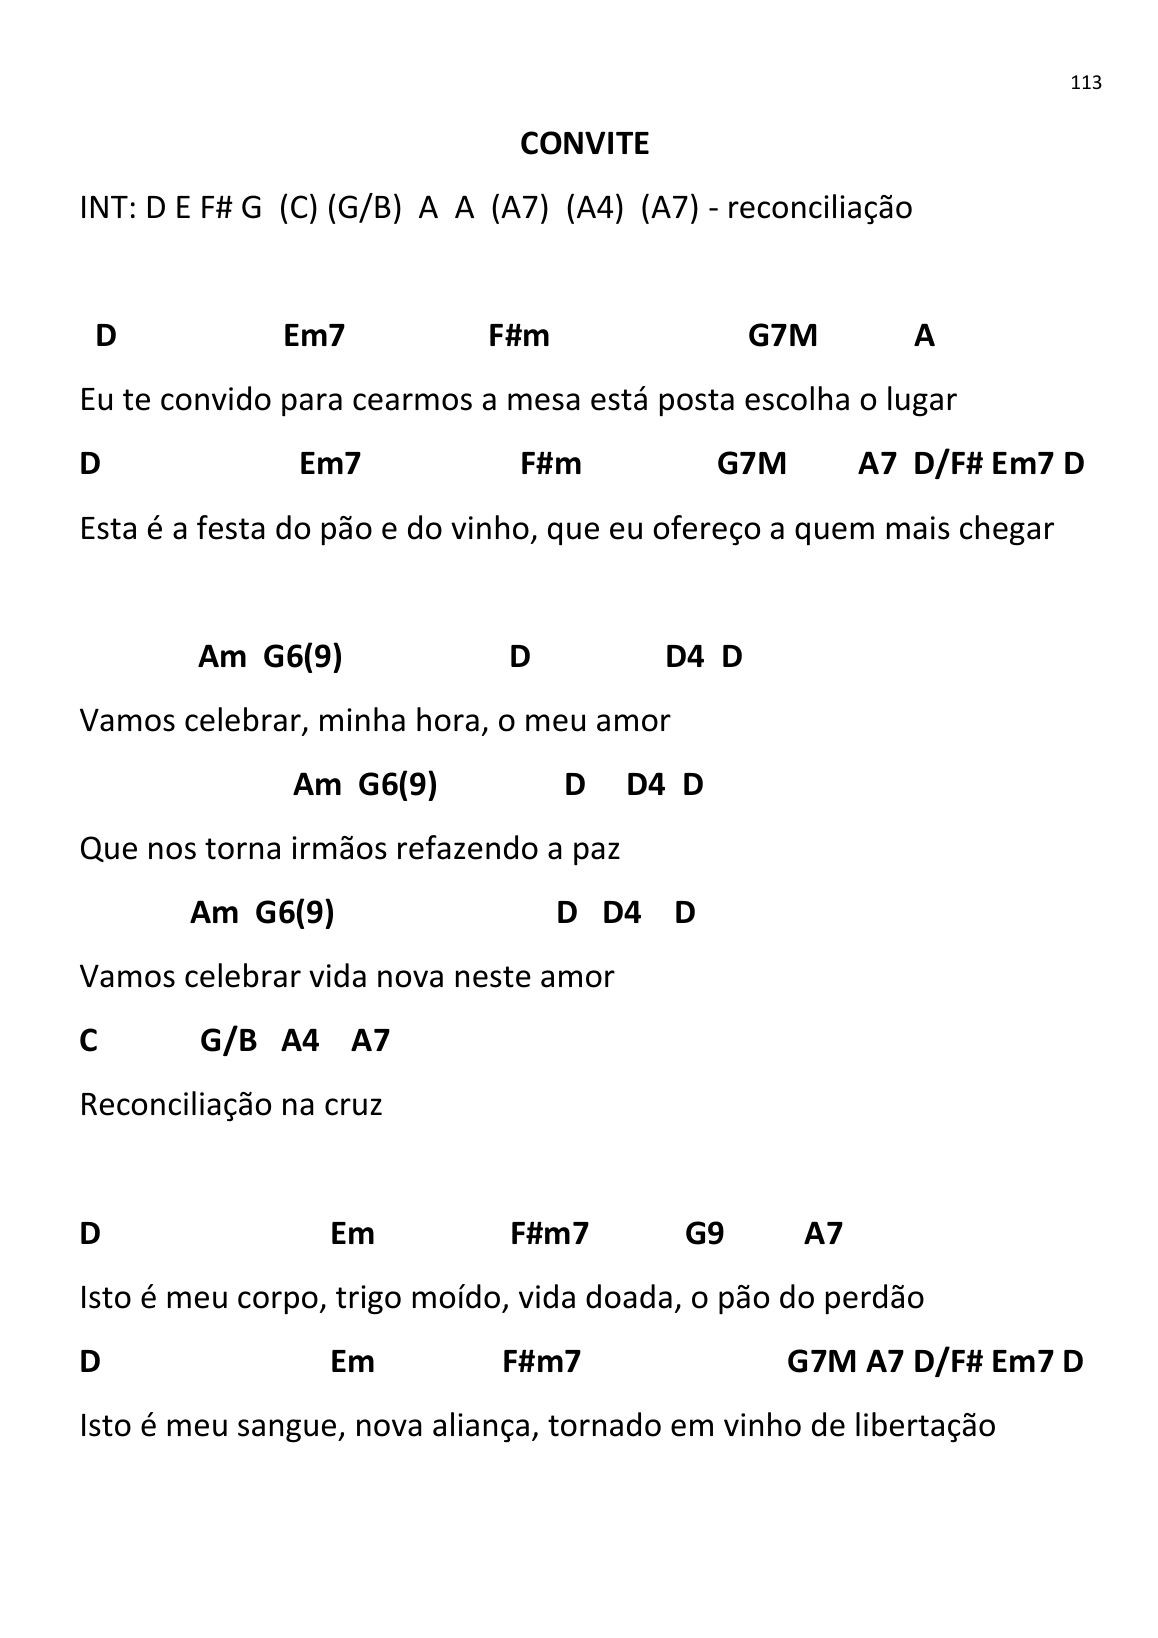 113
CONVITE
INT: D E F# G (C) (G/B) A A (A7) (A4) (A7) - reconciliação
D Em7 F#m G7M A
Eu te convido para cearmos a mesa está posta escolha o lugar
D Em7 F#m G7M A7 D/F# Em7 D
Esta é a festa do pão e do vinho, que eu ofereço a quem mais chegar
Am G6(9) D D4 D
Vamos celebrar, minha hora, o meu amor
Am G6(9) D D4 D
Que nos torna irmãos refazendo a paz
Am G6(9) D D4 D
Vamos celebrar vida nova neste amor
C G/B A4 A7
Reconciliação na cruz
D Em F#m7 G9 A7
Isto é meu corpo, trigo moído, vida doada, o pão do perdão
D Em F#m7 G7M A7 D/F# Em7 D
Isto é meu sangue, nova aliança, tornado em vinho de libertação